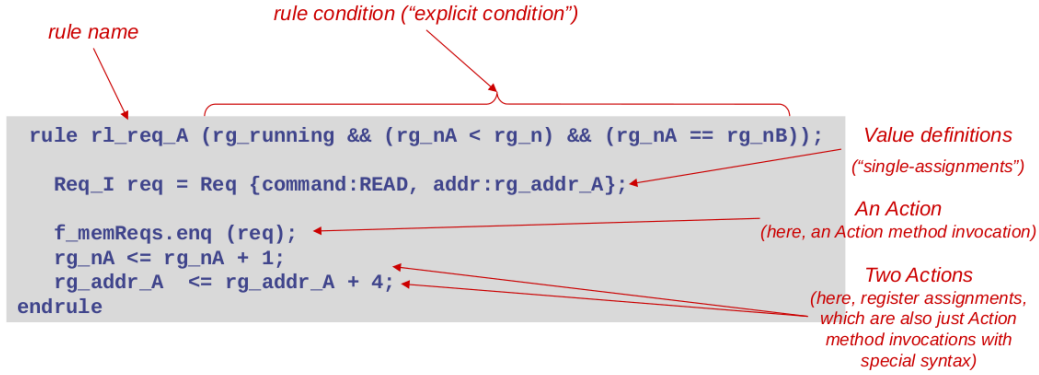 rule condition (“explicit condition”)
rule name
rule rl_req_A (rg_running && (rg_nA < rg_n) && (rg_nA == rg_nB));
Value definitions
(“single-assignments”)
Req_I req = Req {command:READ, addr:rg_addr_A};
An Action
(here, an Action method invocation)
f_memReqs.enq (req);
rg_nA <= rg_nA + 1;
rg_addr_A  <= rg_addr_A + 4;
endrule
Two Actions
(here, register assignments,
which are also just Action
method invocations with
special syntax)